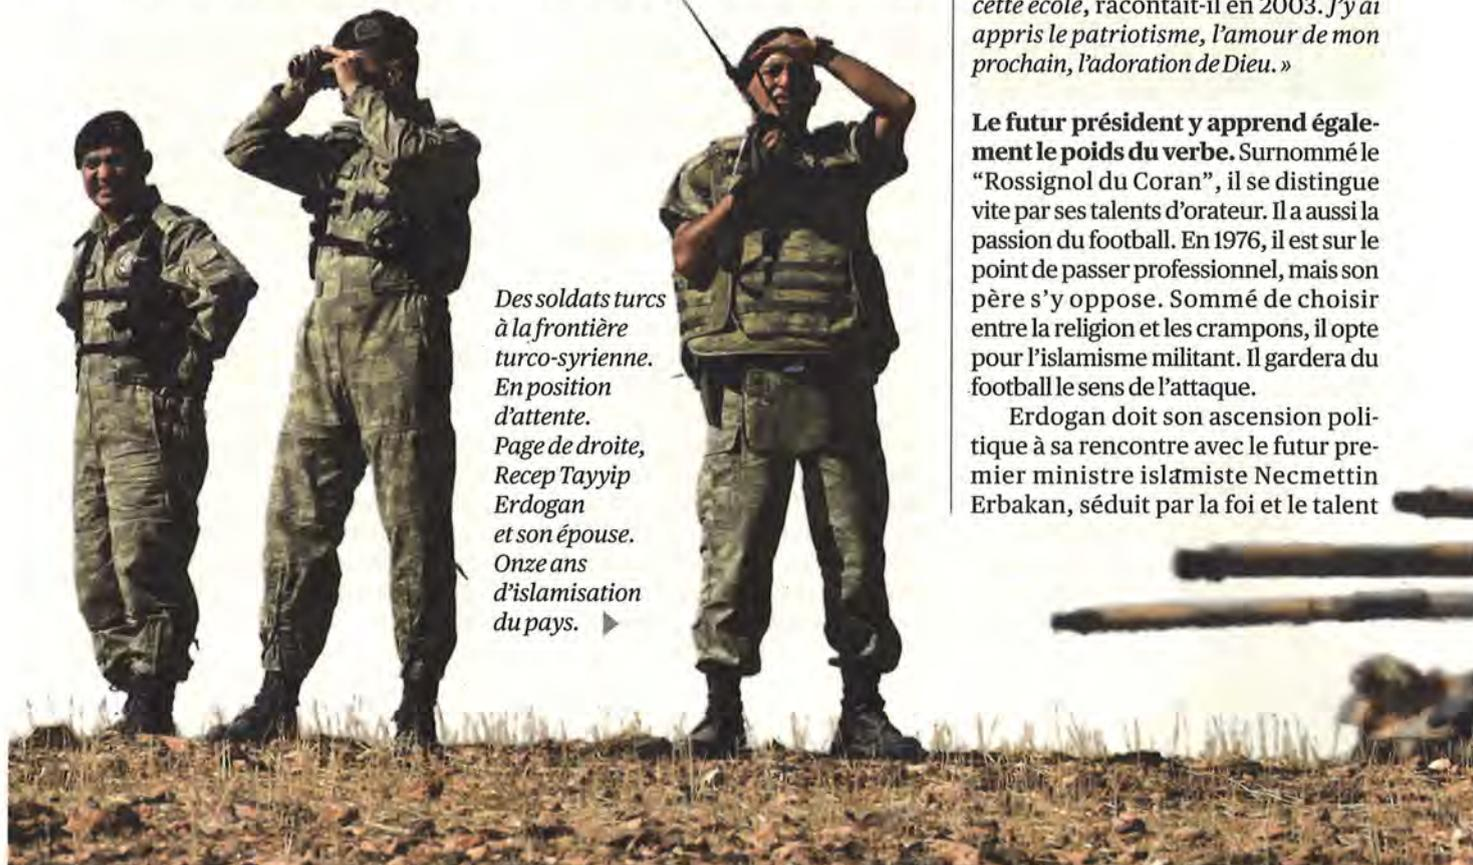 Des soldats turcs
à la frontière
turco-syrienne.
En position
d'attente.
Page de droite,
Recep Tayyip
Erdogan
et son épouse.
Onze ans
d'islamisation
du pays.
cette école, racontait-il en 2003. J'y ai
appris le patriotisme, l'amour de mon
prochain, l'adoration de Dieu. »
Le futur président y apprend égale-
ment le poids du verbe. Surnommé le
“Rossignol du Coran”, il se distingue
vite par ses talents d'orateur. Il a aussi la
passion du football. En 1976, il est sur le
point de passer professionnel, mais son
père s'y oppose. Sommé de choisir
entre la religion et les crampons, il opte
pour l'islamisme militant. Il gardera du
football le sens de l'attaque.
Erdogan doit son ascension poli-
tique à sa rencontre avec le futur pre-
mier ministre islamiste Necmettin
Erbakan, séduit par la foi et le talent